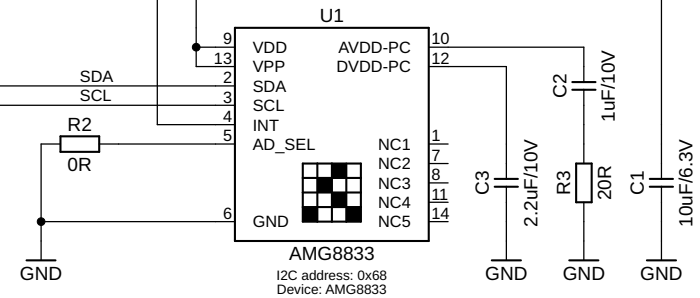 U1
9 VDD AVDD-PC 10
13 VPP DVDD-PC 12
SDA 2 SDA
SCL 3 SCL
4 INT
R2 5 AD_SEL NC1 1
0R
NC2 7
NC3 8
NC4 11
6 GND NC5 14
C3 2.2uF/10V
C2 1uF/10V
R3 20R
C1 10uF/6.3V
AMG8833
GND GND GND GND
I2C address: 0x68
Device: AMG8833